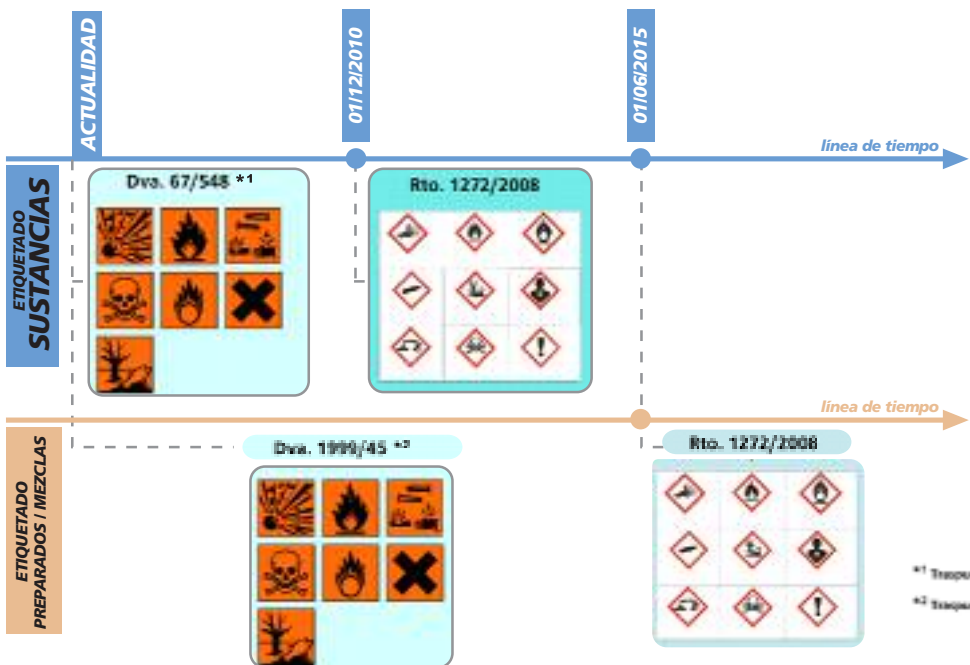 ACTUALIDAD
01/12/2010
01/06/2015
línea de tiempo
ETIQUETADO
SUSTANCIAS
Dva. 67/548 *1
Rto. 1272/2008
línea de tiempo
ETIQUETADO
PREPARADOS / MEZCLAS
Dva. 1999/45 *2
Rto. 1272/2008
*1
*2